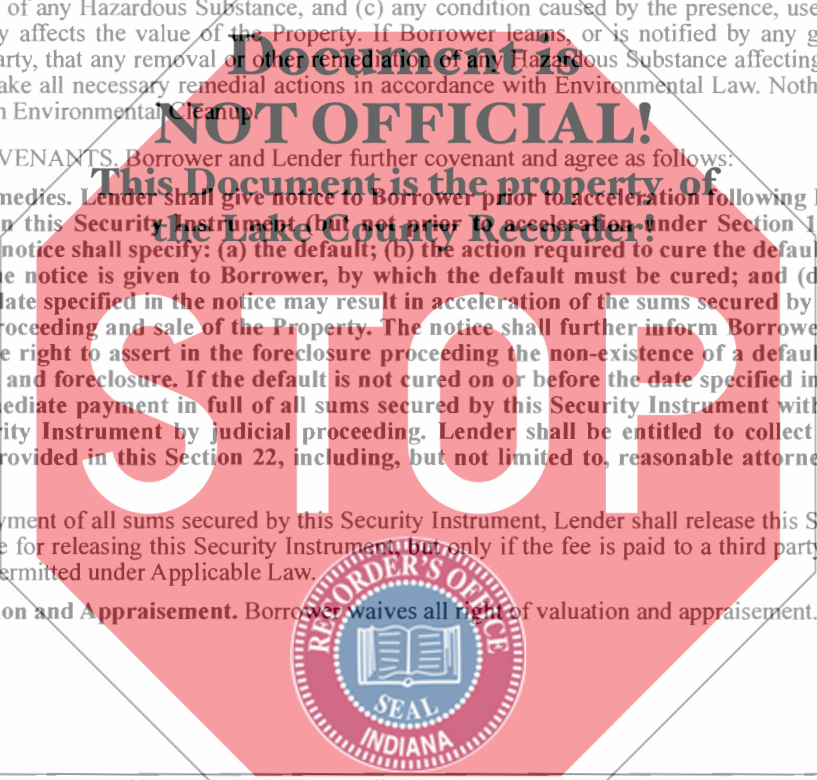 of any Hazardous Substance, and (c) any condition caused by the presence, use
y affects the value of the Property. If Borrower learns, or is notified by any g
arty, that any removal or other remediation of any Hazardous Substance affecting
ake all necessary remedial actions in accordance with Environmental Law. Noth
n Environmental Cleanup.
VENANTS. Borrower and Lender further covenant and agree as follows:
medies. Lender shall give notice to Borrower prior to acceleration following
n this Security Instrument (but not prior to acceleration under Section 1
notice shall specify: (a) the default; (b) the action required to cure the defaul
e notice is given to Borrower, by which the default must be cured; and (d
late specified in the notice may result in acceleration of the sums secured by
roceeding and sale of the Property. The notice shall further inform Borrowe
e right to assert in the foreclosure proceeding the non-existence of a defaul
and foreclosure. If the default is not cured on or before the date specified in
nediate payment in full of all sums secured by this Security Instrument with
rity Instrument by judicial proceeding. Lender shall be entitled to collect
rovided in this Section 22, including, but not limited to, reasonable attorne
yment of all sums secured by this Security Instrument, Lender shall release this S
e for releasing this Security Instrument, but only if the fee is paid to a third party
ermitted under Applicable Law.
on and Appraisement. Borrower waives all right of valuation and appraisement.
Document is
NOT OFFICIAL!
This Document is the property of
the Lake County Recorder!
STOP
RECORDER'S OFFICE
SEAL
INDIANA